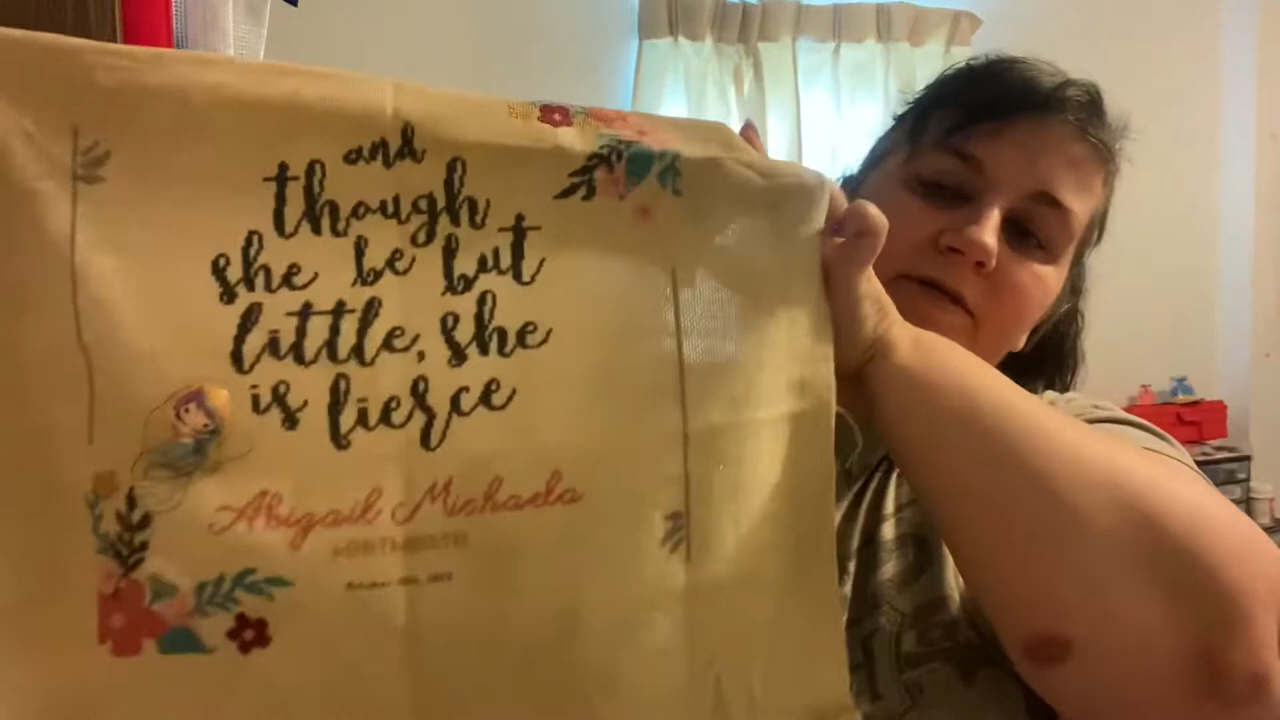 and
though
she be but
little, she
is fierce
Abigail Michaela